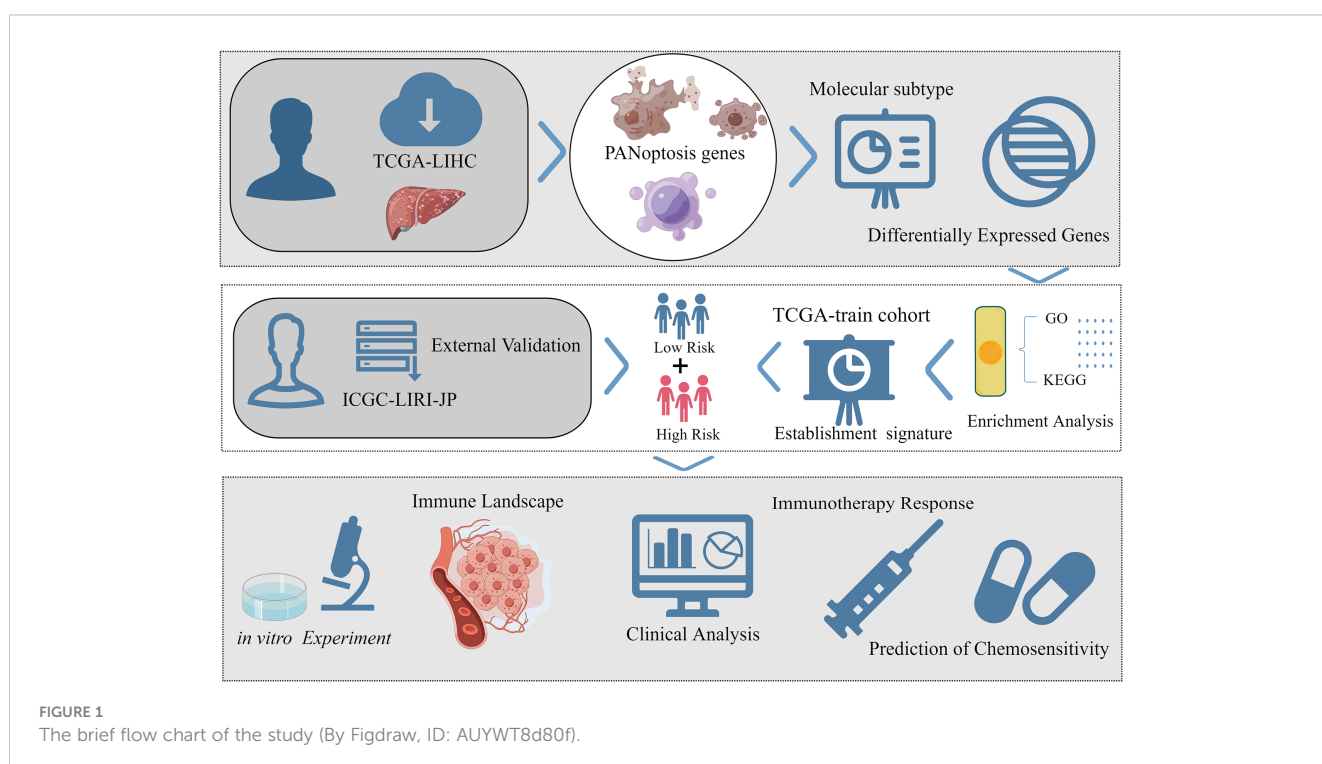 TCGA-LIHC
PANoptosis genes
Molecular subtype
Differentially Expressed Genes
External Validation
ICGC-LIRI-JP
Low Risk
+
High Risk
TCGA-train cohort
Establishment signature
GO
KEGG
Enrichment Analysis
in vitro Experiment
Immune Landscape
Clinical Analysis
Immunotherapy Response
Prediction of Chemosensitivity
FIGURE 1
The brief flow chart of the study (By Figdraw, ID: AUYWT8d80f).